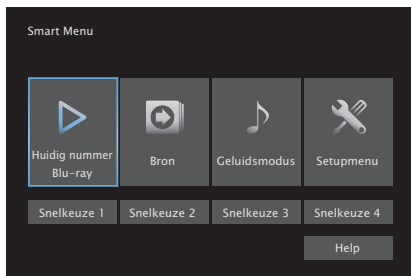 Smart Menu
Huidig nummer
Blu-ray
Bron
Geluidsmodus
Setupmenu
Snelkeuze 1
Snelkeuze 2
Snelkeuze 3
Snelkeuze 4
Help